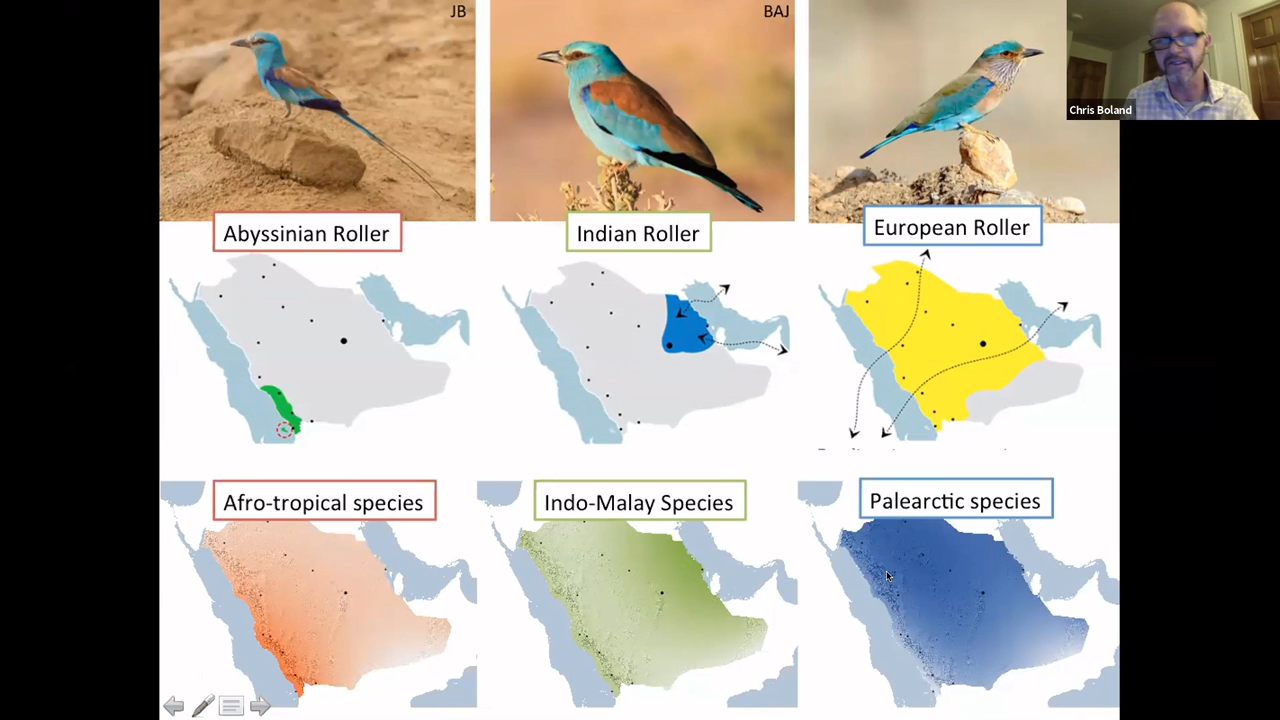 JB
BAJ
Chris Boland
Abyssinian Roller
Indian Roller
European Roller
Afro-tropical species
Indo-Malay Species
Palearctic species